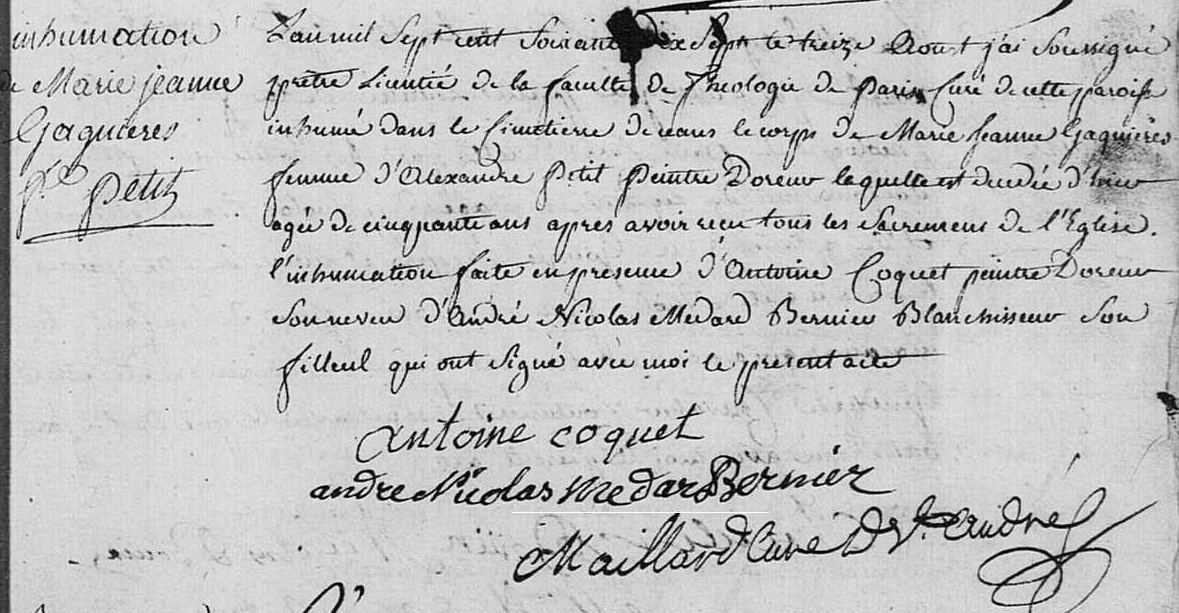 inhumation
de Marie jeanne
Gagnieres
fe Petit
L'an mil Sept cent Soixante dix Sept le treize Aoust j'ai Soussigné
prêtre Licentié de la faculté de Theologie de Paris Curé de cette paroisse
inhumé dans le Cimetierre de ceans le corps de Marie Jeanne Gagnières
femme d'Alexandre Petit Peintre Doreur laquelle est decedée d'hier
agée de cinquante ans apres avoir reçu tous les Sacremens de l'Eglise.
l'inhumation faite en presence d'Antoine Coquet peintre Doreur
Son neveu d'André Nicolas Medard Bernier Blanchisseur Son
filleul qui ont Signé avec moi le present acte
antoine coquet
andre Nicolas medar Bernier
Maillard Curé De St. André